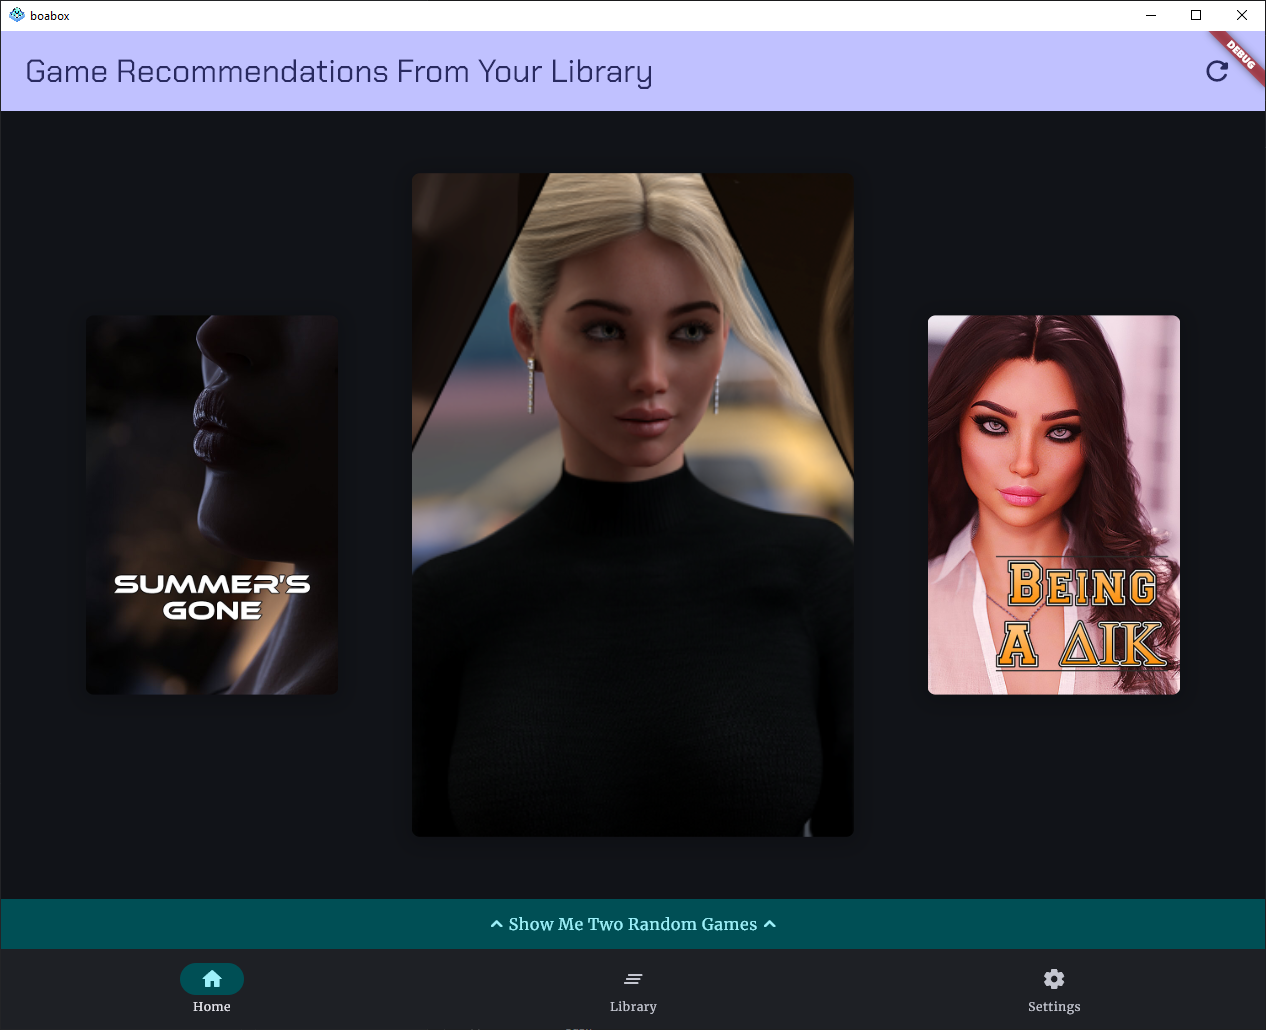 boabox
Game Recommendations From Your Library
DEBUG
SUMMER'S
GONE
BEING
A ΔIK
Show Me Two Random Games
Home
Library
Settings